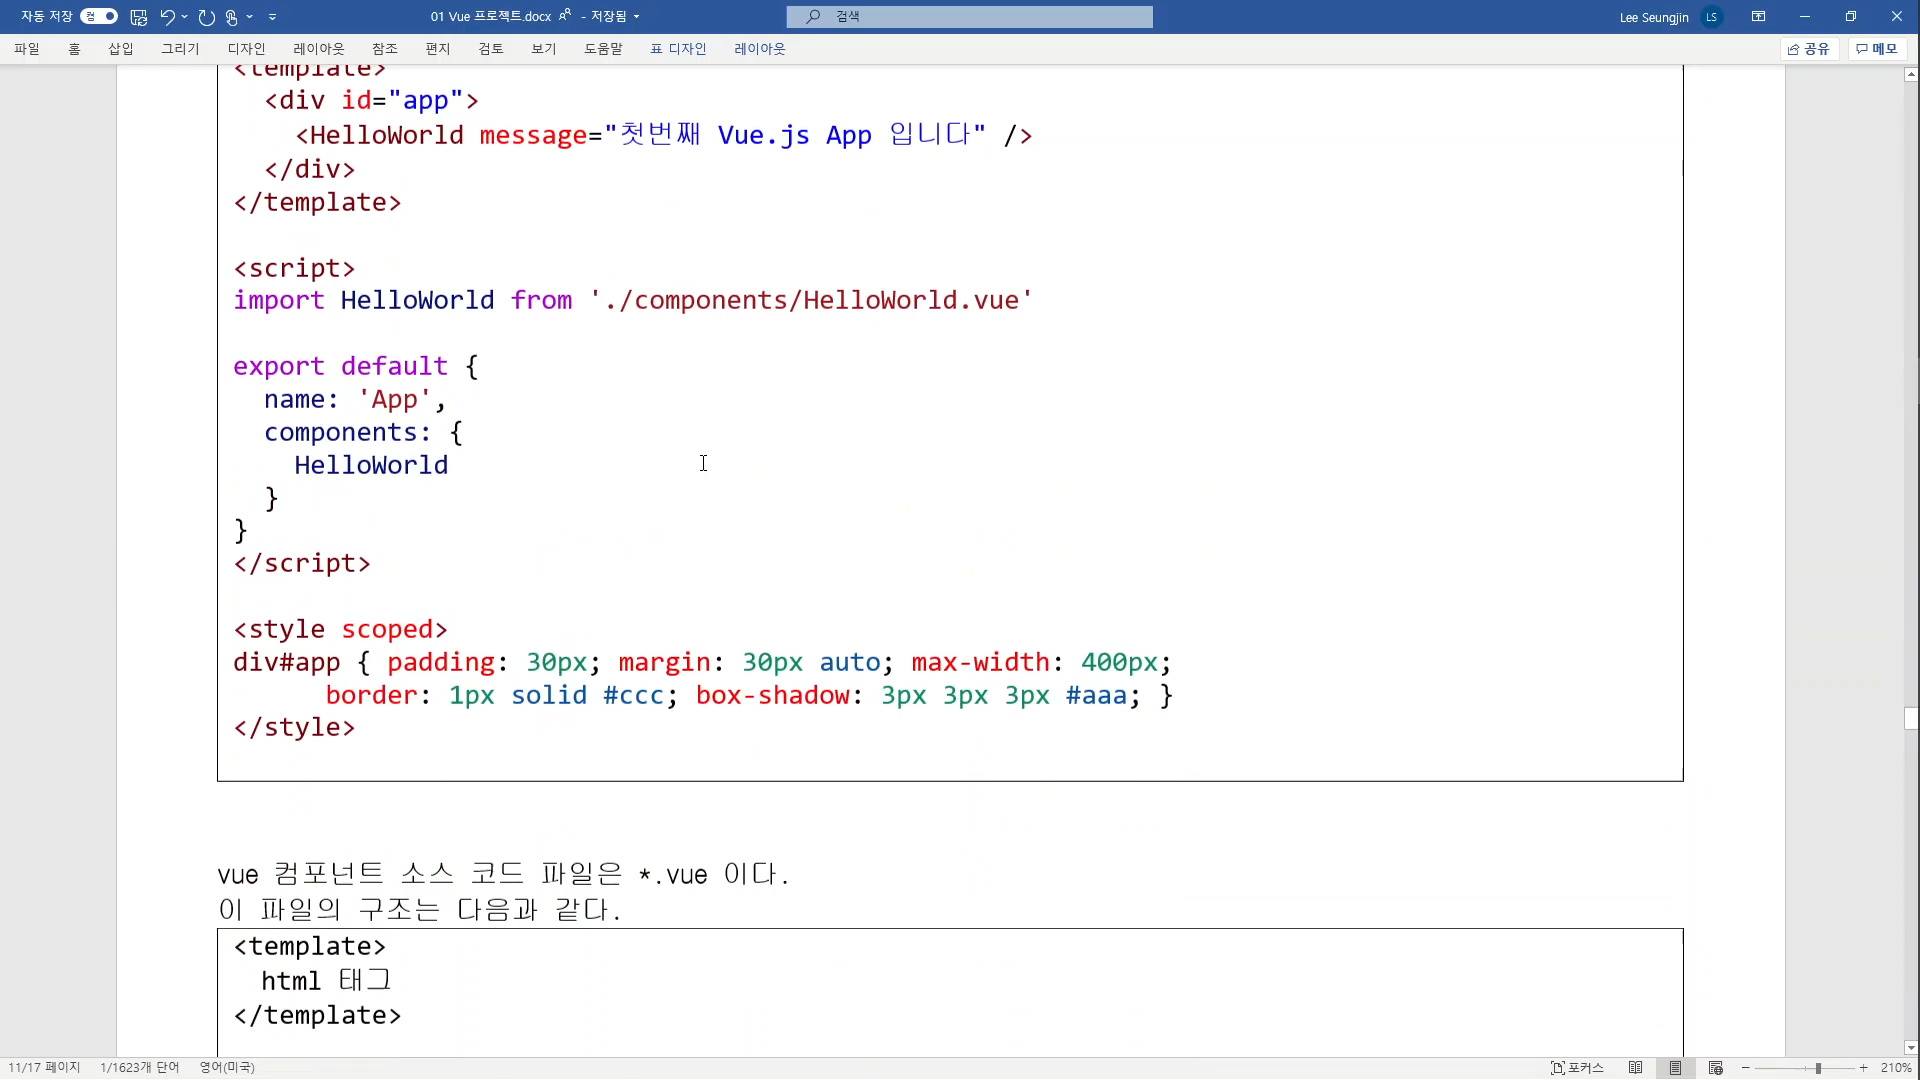 자동 저장 컴 01 Vue 프로젝트.docx - 저장됨 검색 Lee Seungjin LS
파일 홈 삽입 그리기 디자인 레이아웃 참조 편지 검토 보기 도움말 표 디자인 레이아웃 공유 메모
<template>
  <div id="app">
    <HelloWorld message="첫번째 Vue.js App 입니다" />
  </div>
</template>
<script>
import HelloWorld from './components/HelloWorld.vue'
export default {
  name: 'App',
  components: {
    HelloWorld
  }
}
</script>
<style scoped>
div#app { padding: 30px; margin: 30px auto; max-width: 400px;
      border: 1px solid #ccc; box-shadow: 3px 3px 3px #aaa; }
</style>
vue 컴포넌트 소스 코드 파일은 *.vue 이다.
이 파일의 구조는 다음과 같다.
<template>
  html 태그
</template>
11/17 페이지 1/1623개 단어 영어(미국) 포커스 210%